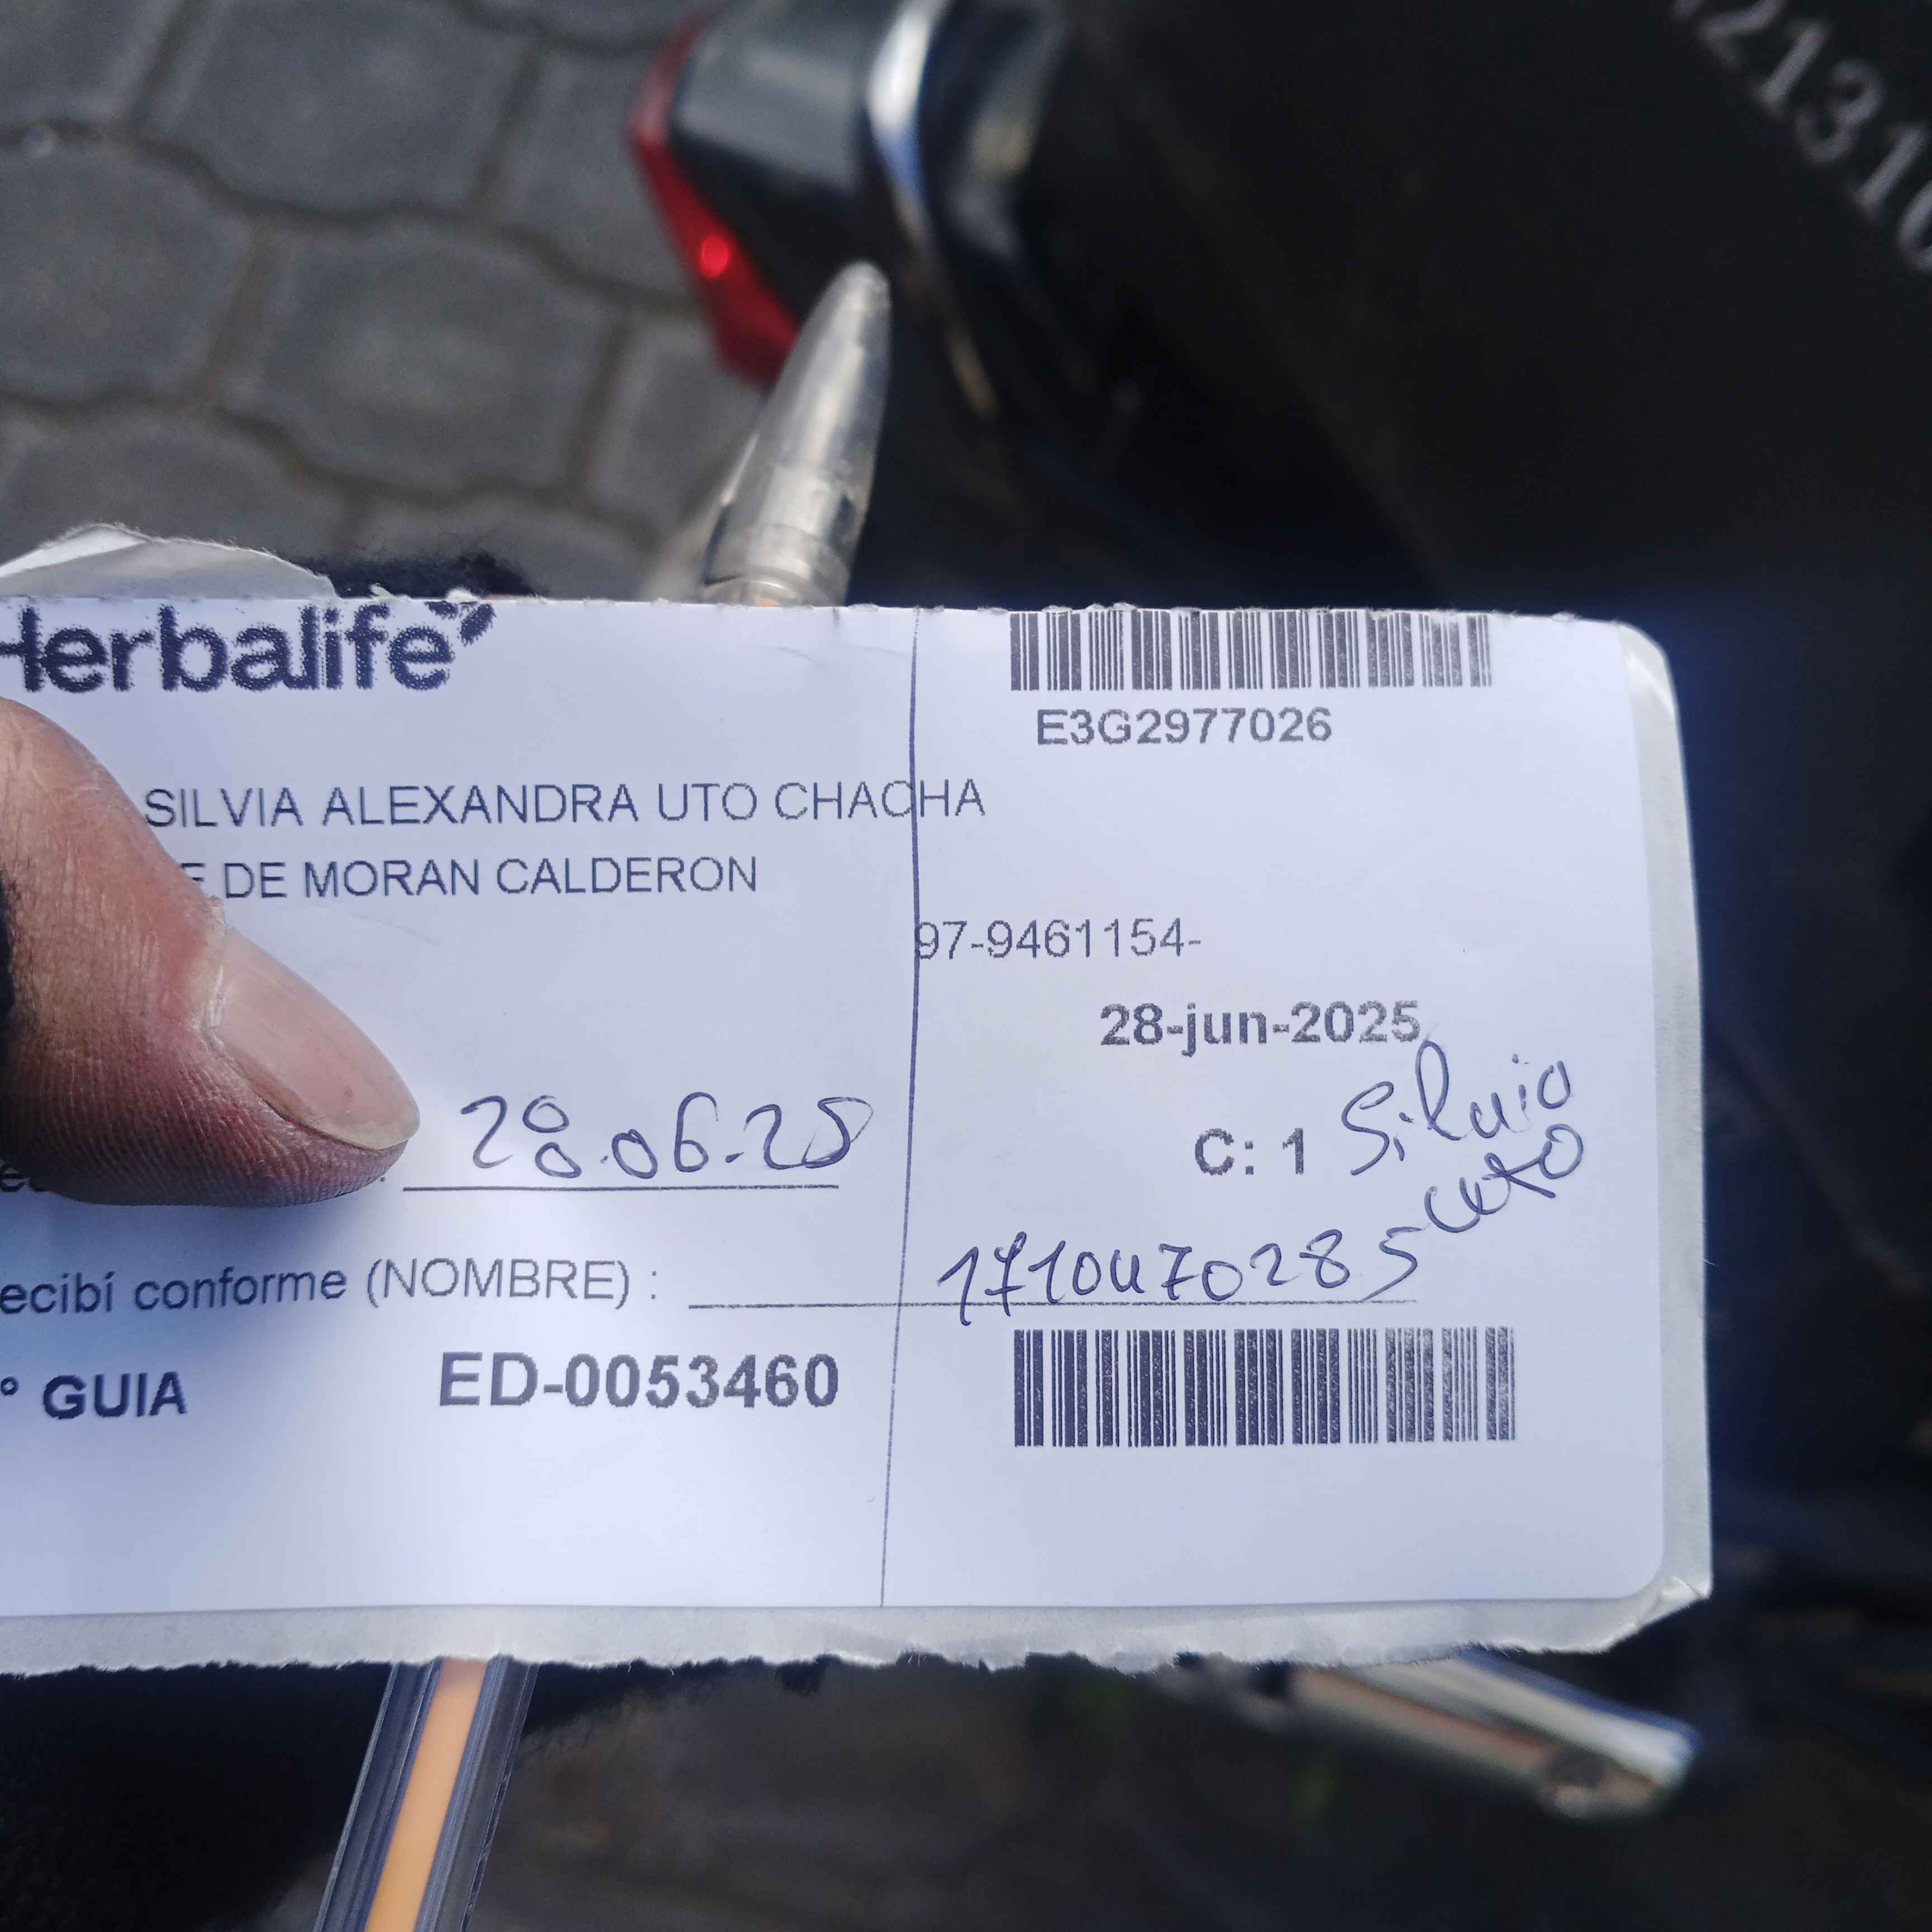 Herbalife
E3G2977026
SILVIA ALEXANDRA UTO CHACHA
DE MORAN CALDERON
97-9461154-
28-jun-2025
28.06.25
C: 1 Silvia
Uto
1710470285
ecibí conforme (NOMBRE) :
° GUIA ED-0053460